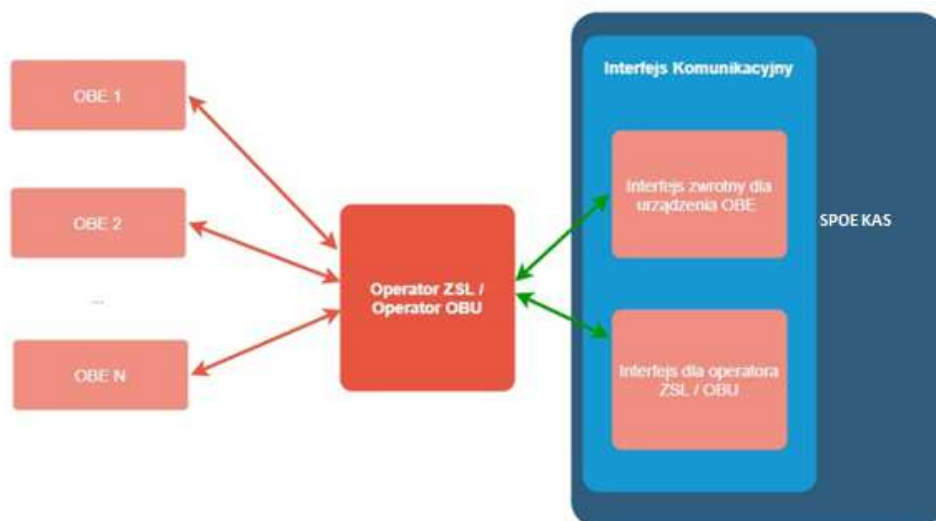 OBE 1
OBE 2
...
OBE N
Operator ZSL /
Operator OBU
Interfejs Komunikacyjny
Interfejs zwrotny dla
urządzenia OBE
Interfejs dla operatora
ZSL / OBU
SPOE KAS